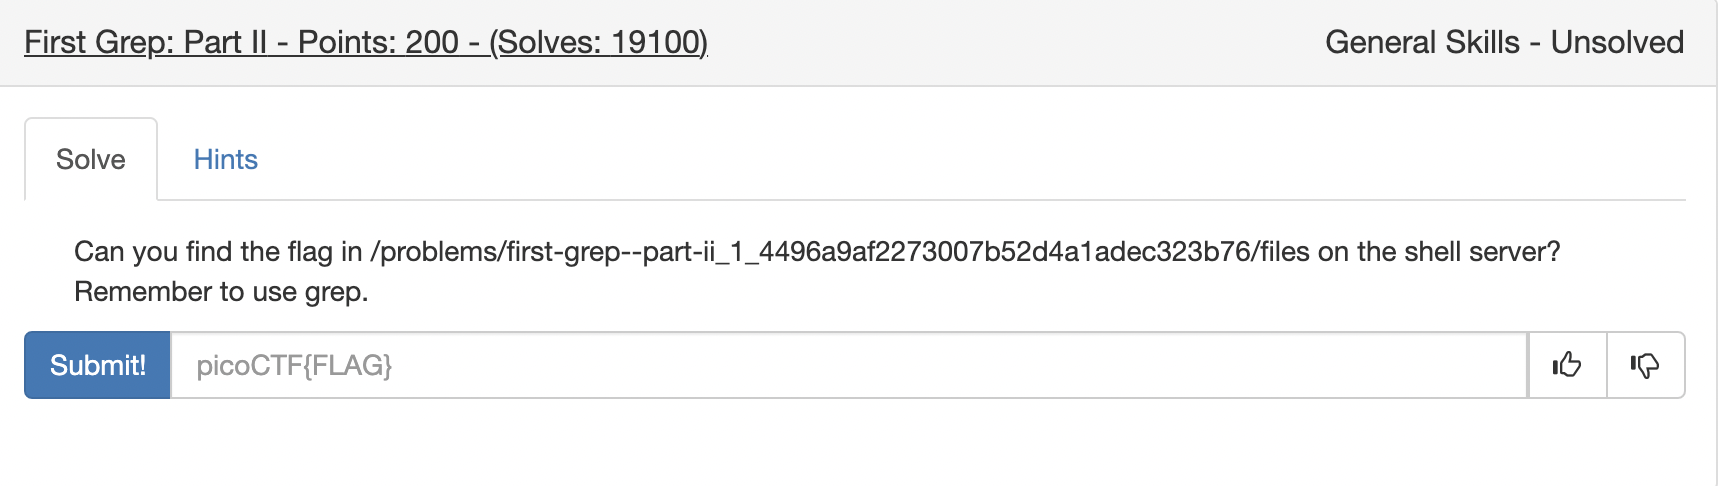 First Grep: Part II - Points: 200 - (Solves: 19100)
General Skills - Unsolved
Solve
Hints
Can you find the flag in /problems/first-grep--part-ii_1_4496a9af2273007b52d4a1adec323b76/files on the shell server?
Remember to use grep.
Submit!
picoCTF{FLAG}